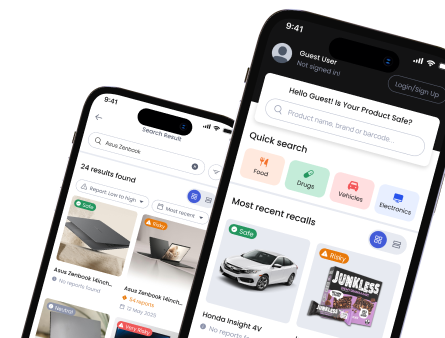 9:41
Search Result
Asus Zenbook
24 results found
Report Low to high
Most recent
Safe
Risky
Asus Zenbook 14inch...
No reports found
Asus Zenbook 14inch...
54 reports
13 May 2025
Neutral
Very Risky
9:41
Guest User
Not signed in!
Login/Sign Up
Hello Guest! Is Your Product Safe?
Product name, brand or barcode...
Quick search
Food
Drugs
Vehicles
Electronics
Most recent recalls
Safe
Risky
JUNKLESS
Honda Insight 4V
No reports fo